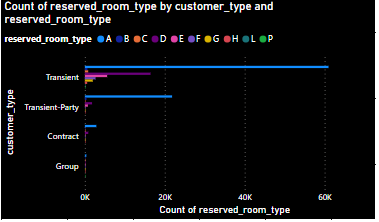 Count of reserved_room_type by customer_type and
reserved_room_type
reserved_room_type A B C D E F G H L P
Transient
Transient-Party
Contract
Group
customer_type
0K 20K 40K 60K
Count of reserved_room_type